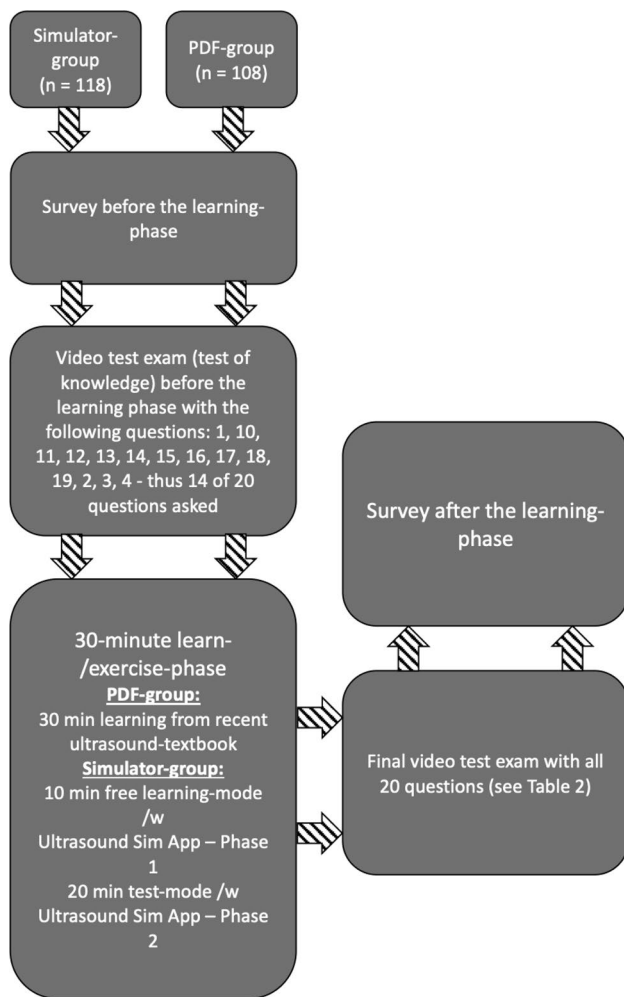 Simulator-
group
(n = 118)
PDF-group
(n = 108)
Survey before the learning-
phase
Video test exam (test of
knowledge) before the
learning phase with the
following questions: 1, 10,
11, 12, 13, 14, 15, 16, 17, 18,
19, 2, 3, 4 - thus 14 of 20
questions asked
30-minute learn-
/exercise-phase
PDF-group:
30 min learning from recent
ultrasound-textbook
Simulator-group:
10 min free learning-mode
/w
Ultrasound Sim App – Phase
1
20 min test-mode /w
Ultrasound Sim App – Phase
2
Final video test exam with all
20 questions (see Table 2)
Survey after the learning-
phase